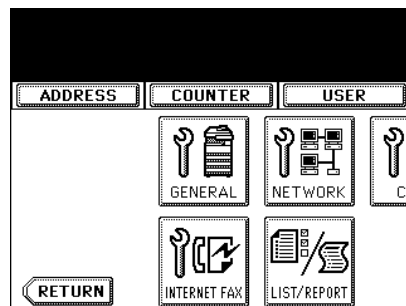 ADDRESS COUNTER USER
GENERAL NETWORK C
INTERNET FAX LIST/REPORT
RETURN